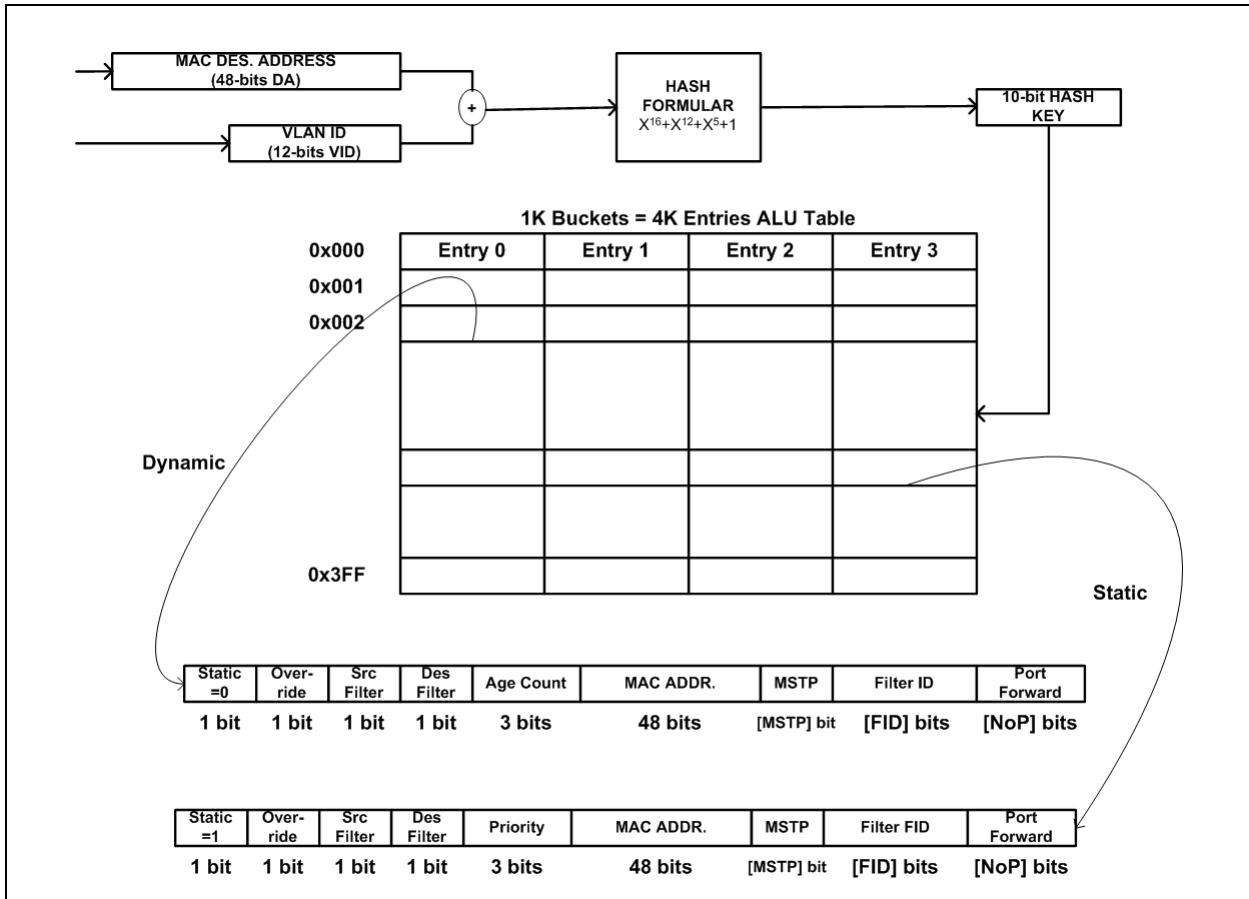 MAC DES. ADDRESS
(48-bits DA)
+
VLAN ID
(12-bits VID)
HASH
FORMULAR
X¹⁶+X¹²+X⁵+1
10-bit HASH
KEY
1K Buckets = 4K Entries ALU Table
0x000
Entry 0
Entry 1
Entry 2
Entry 3
0x001
0x002
0x3FF
Dynamic
Static
Static
=0
Over-
ride
Src
Filter
Des
Filter
Age Count
MAC ADDR.
MSTP
Filter ID
Port
Forward
1 bit
1 bit
1 bit
1 bit
3 bits
48 bits
[MSTP] bit
[FID] bits
[NoP] bits
Static
=1
Over-
ride
Src
Filter
Des
Filter
Priority
MAC ADDR.
MSTP
Filter FID
Port
Forward
1 bit
1 bit
1 bit
1 bit
3 bits
48 bits
[MSTP] bit
[FID] bits
[NoP] bits